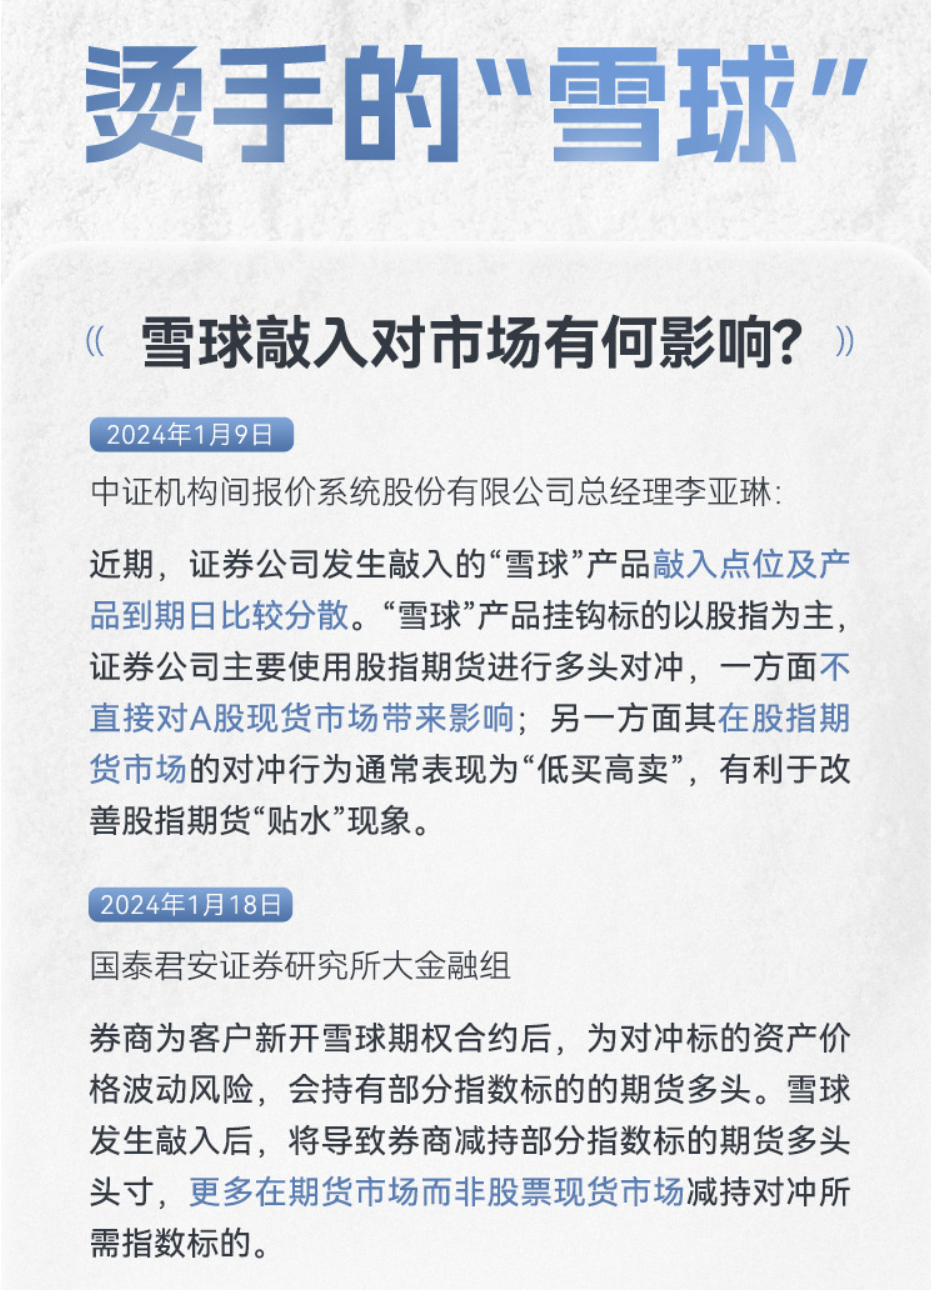 烫手的“雪球”
雪球敲入对市场有何影响?
2024年1月9日
中证机构间报价系统股份有限公司总经理李亚琳：
近期，证券公司发生敲入的“雪球”产品敲入点位及产
品到期日比较分散。“雪球”产品挂钩标的以股指为主，
证券公司主要使用股指期货进行多头对冲，一方面不
直接对A股现货市场带来影响；另一方面其在股指期
货市场的对冲行为通常表现为“低买高卖”，有利于改
善股指期货“贴水”现象。
2024年1月18日
国泰君安证券研究所大金融组
券商为客户新开雪球期权合约后，为对冲标的资产价
格波动风险，会持有部分指数标的的期货多头。雪球
发生敲入后，将导致券商减持部分指数标的期货多头
头寸，更多在期货市场而非股票现货市场减持对冲所
需指数标的。